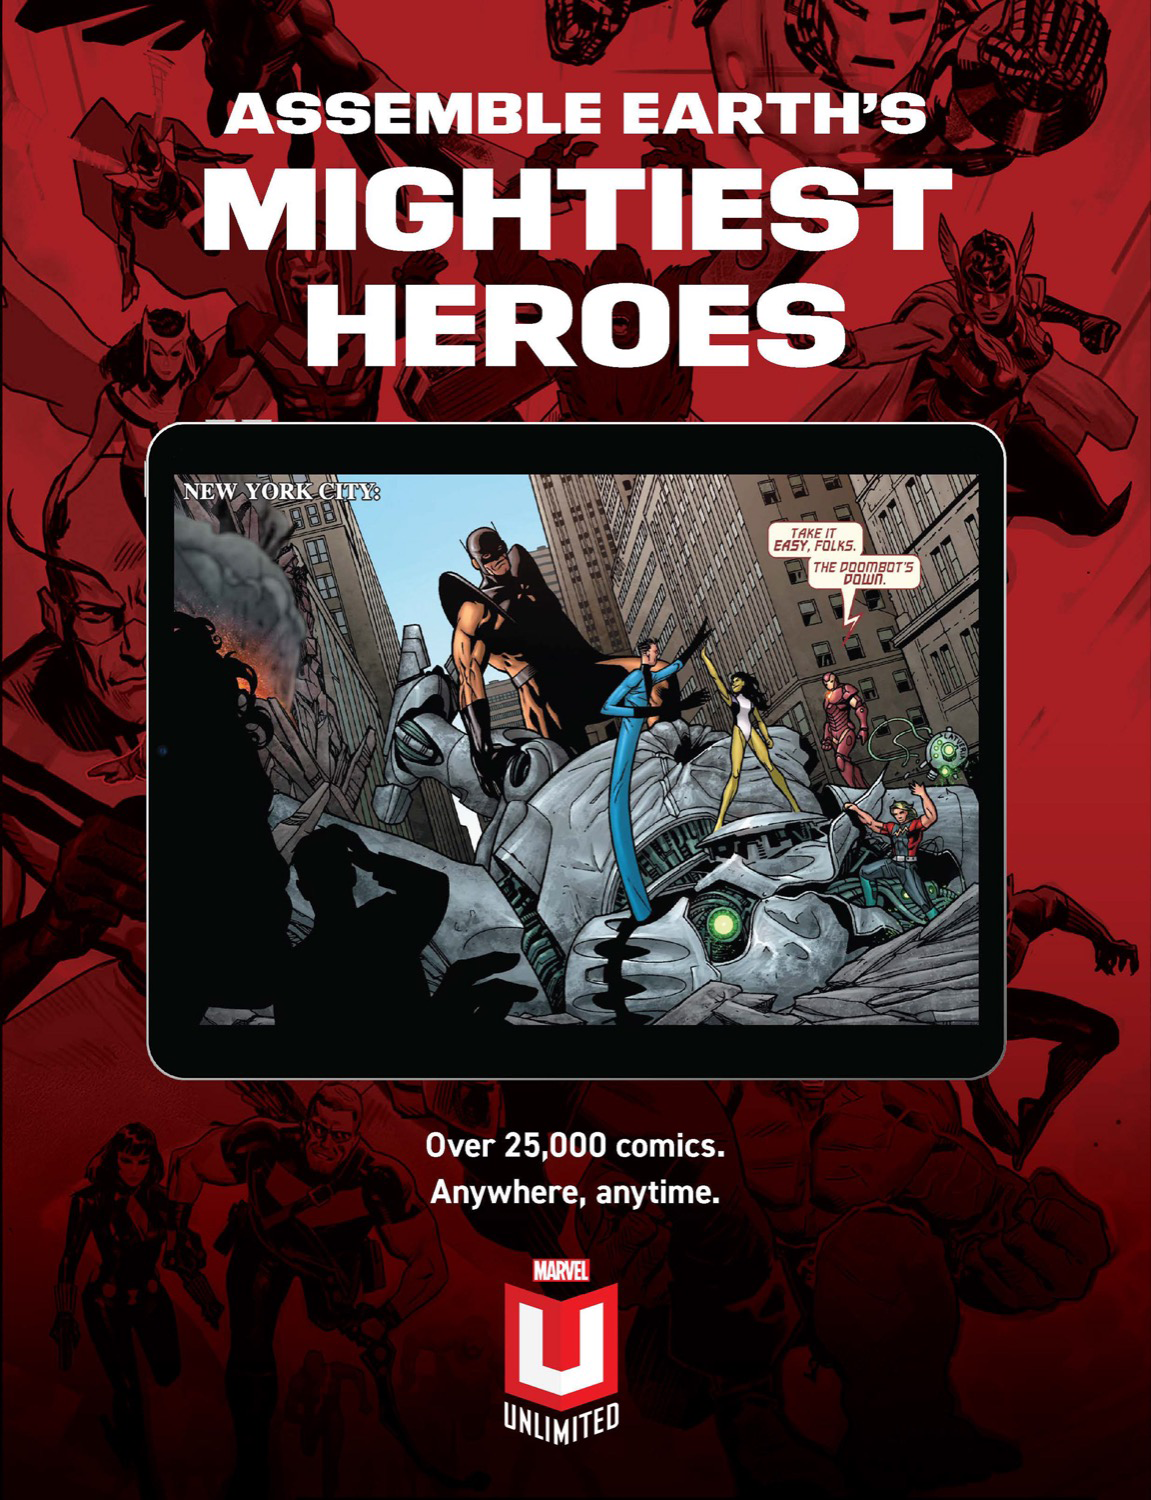 ASSEMBLE EARTH'S
MIGHTIEST
HEROES
NEW YORK CITY:
TAKE IT
EASY, FOLKS.
THE DOOMBOT'S
DOWN.
Over 25,000 comics.
Anywhere, anytime.
MARVEL
U
UNLIMITED